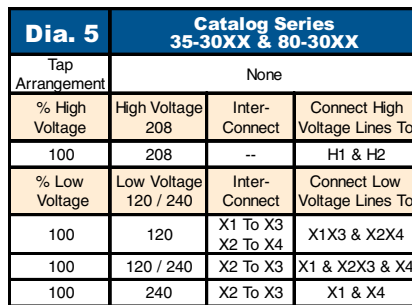 Dia. 5
Catalog Series
35-30XX & 80-30XX
Tap
Arrangement
None
% High
Voltage
High Voltage
208
Inter-
Connect
Connect High
Voltage Lines To
100
208
--
H1 & H2
% Low
Voltage
Low Voltage
120 / 240
Inter-
Connect
Connect Low
Voltage Lines To
100
120
X1 To X3
X2 To X4
X1X3 & X2X4
100
120 / 240
X2 To X3
X1 & X2X3 & X4
100
240
X2 To X3
X1 & X4